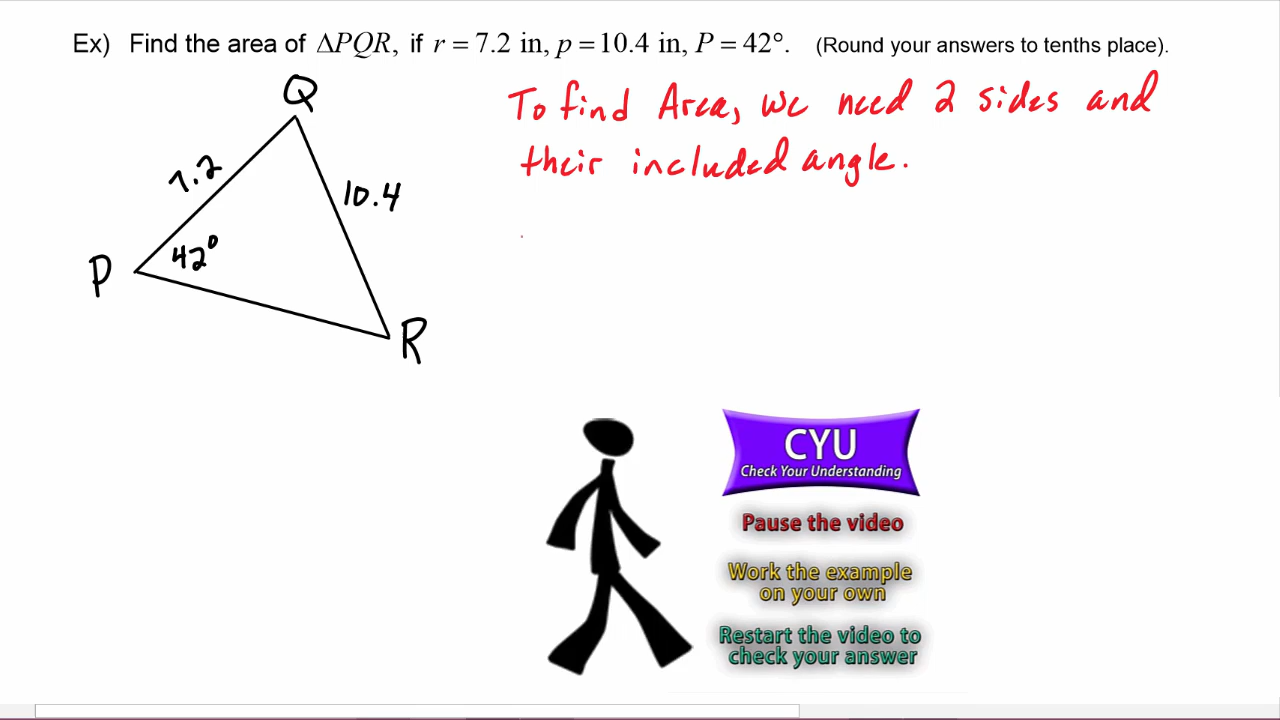 Ex) Find the area of ΔPQR, if r = 7.2 in, p = 10.4 in, P = 42°. (Round your answers to tenths place).
Q
To find Area, we need 2 sides and
their included angle.
7.2
10.4
42°
P
R
CYU
Check Your Understanding
Pause the video
Work the example
on your own
Restart the video to
check your answer